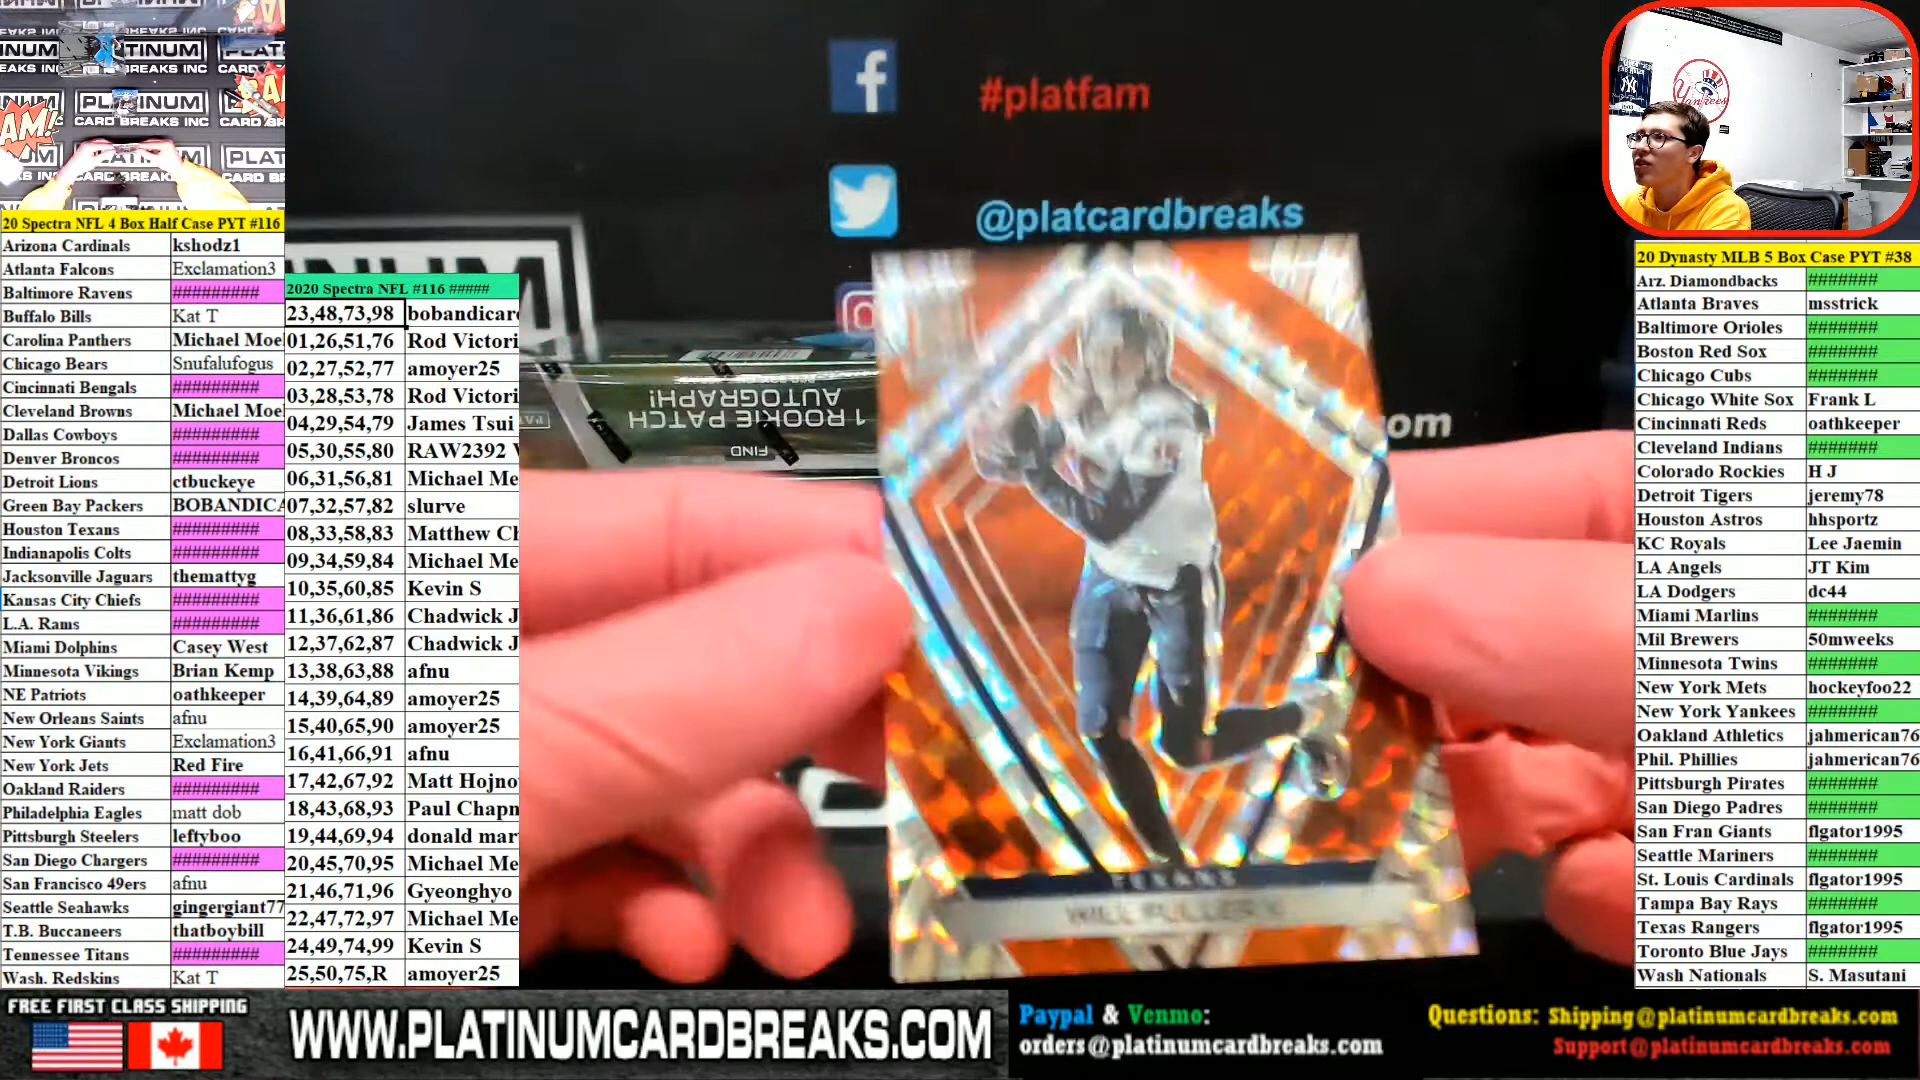 PLATINUM
CARD BREAKS INC
#platfam
@platcardbreaks
1 ROOKIE PATCH
AUTOGRAPH!
FIND
om
Yankees
TEXANS
WILL FULLER V
20 Spectra NFL 4 Box Half Case PYT #116
Arizona Cardinals kshodz1
Atlanta Falcons Exclamation3
Baltimore Ravens #########
Buffalo Bills Kat T
Carolina Panthers Michael Moe
Chicago Bears Snufalufogus
Cincinnati Bengals #########
Cleveland Browns Michael Moe
Dallas Cowboys #########
Denver Broncos #########
Detroit Lions ctbuckeye
Green Bay Packers BOBANDICA
Houston Texans #########
Indianapolis Colts #########
Jacksonville Jaguars themattyg
Kansas City Chiefs #########
L.A. Rams #########
Miami Dolphins Casey West
Minnesota Vikings Brian Kemp
NE Patriots oathkeeper
New Orleans Saints afnu
New York Giants Exclamation3
New York Jets Red Fire
Oakland Raiders #########
Philadelphia Eagles matt dob
Pittsburgh Steelers leftyboo
San Diego Chargers #########
San Francisco 49ers afnu
Seattle Seahawks gingergiant77
T.B. Buccaneers thatboybill
Tennessee Titans #########
Wash. Redskins Kat T
2020 Spectra NFL #116 #####
23,48,73,98 bobandicar
01,26,51,76 Rod Victori
02,27,52,77 amoyer25
03,28,53,78 Rod Victori
04,29,54,79 James Tsui
05,30,55,80 RAW2392 V
06,31,56,81 Michael Me
07,32,57,82 slurve
08,33,58,83 Matthew Ch
09,34,59,84 Michael Me
10,35,60,85 Kevin S
11,36,61,86 Chadwick J
12,37,62,87 Chadwick J
13,38,63,88 afnu
14,39,64,89 amoyer25
15,40,65,90 amoyer25
16,41,66,91 afnu
17,42,67,92 Matt Hojno
18,43,68,93 Paul Chapn
19,44,69,94 donald mar
20,45,70,95 Michael Me
21,46,71,96 Gyeonghyo
22,47,72,97 Michael Me
24,49,74,99 Kevin S
25,50,75,R amoyer25
20 Dynasty MLB 5 Box Case PYT #38
Arz. Diamondbacks #######
Atlanta Braves msstrick
Baltimore Orioles #######
Boston Red Sox #######
Chicago Cubs #######
Chicago White Sox Frank L
Cincinnati Reds oathkeeper
Cleveland Indians #######
Colorado Rockies H J
Detroit Tigers jeremy78
Houston Astros hhsportz
KC Royals Lee Jaemin
LA Angels JT Kim
LA Dodgers dc44
Miami Marlins #######
Mil Brewers 50mweeks
Minnesota Twins #######
New York Mets hockeyfoo22
New York Yankees #######
Oakland Athletics jahmerican76
Phil. Phillies jahmerican76
Pittsburgh Pirates #######
San Diego Padres #######
San Fran Giants flgator1995
Seattle Mariners #######
St. Louis Cardinals flgator1995
Tampa Bay Rays #######
Texas Rangers flgator1995
Toronto Blue Jays #######
Wash Nationals S. Masutani
FREE FIRST CLASS SHIPPING
WWW.PLATINUMCARDBREAKS.COM
Paypal & Venmo:
orders@platinumcardbreaks.com
Questions: Shipping@platinumcardbreaks.com
Support@platinumcardbreaks.com